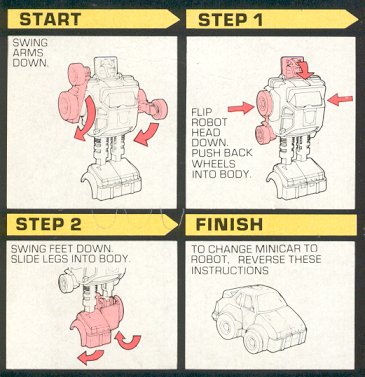 START
SWING
ARMS
DOWN.
STEP 1
FLIP
ROBOT
HEAD
DOWN.
PUSH BACK
WHEELS
INTO BODY.
STEP 2
SWING FEET DOWN.
SLIDE LEGS INTO BODY.
FINISH
TO CHANGE MINICAR TO
ROBOT, REVERSE THESE
INSTRUCTIONS